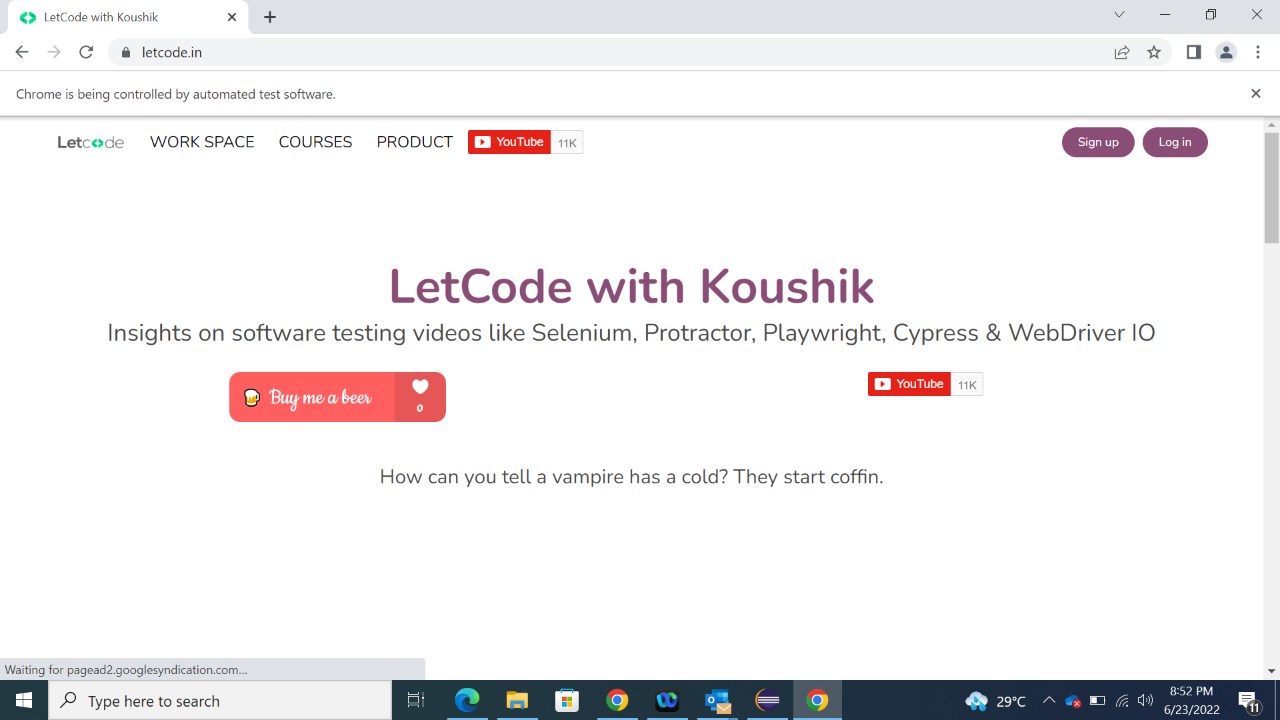 LetCode with Koushik
letcode.in
Chrome is being controlled by automated test software.
Letcode
WORK SPACE
COURSES
PRODUCT
YouTube 11K
Sign up
Log in
LetCode with Koushik
Insights on software testing videos like Selenium, Protractor, Playwright, Cypress & WebDriver IO
Buy me a beer
0
YouTube 11K
How can you tell a vampire has a cold? They start coffin.
Waiting for pagead2.googlesyndication.com...
Type here to search
29°C
8:52 PM
6/23/2022
11